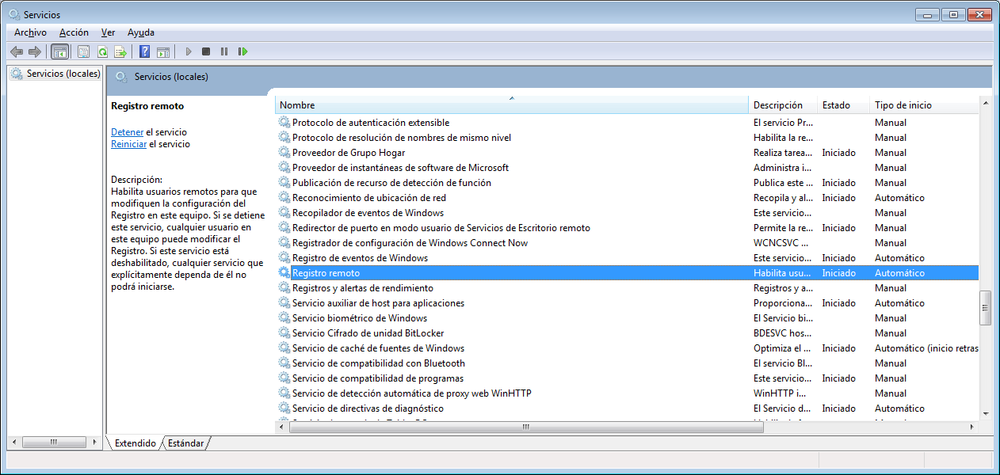 Servicios
Archivo Acción Ver Ayuda
Servicios (locales)
Servicios (locales)
Registro remoto
Detener el servicio
Reiniciar el servicio
Descripción:
Habilita usuarios remotos para que
modifiquen la configuración del
Registro en este equipo. Si se detiene
este servicio, cualquier usuario en
este equipo puede modificar el
Registro. Si este servicio está
deshabilitado, cualquier servicio que
explícitamente dependa de él no
podrá iniciarse.
Nombre Descripción Estado Tipo de inicio
Protocolo de autenticación extensible El servicio Pr... Manual
Protocolo de resolución de nombres de mismo nivel Habilita la re... Manual
Proveedor de Grupo Hogar Realiza tarea... Iniciado Manual
Proveedor de instantáneas de software de Microsoft Administra i... Manual
Publicación de recurso de detección de función Publica este ... Iniciado Manual
Reconocimiento de ubicación de red Recopila y al... Iniciado Automático
Recopilador de eventos de Windows Este servicio... Manual
Redirector de puerto en modo usuario de Servicios de Escritorio remoto Permite la re... Iniciado Manual
Registrador de configuración de Windows Connect Now WCNCSVC ... Manual
Registro de eventos de Windows Este servicio... Iniciado Automático
Registro remoto Habilita usu... Iniciado Automático
Registros y alertas de rendimiento Registros y a... Manual
Servicio auxiliar de host para aplicaciones Proporciona... Iniciado Automático
Servicio biométrico de Windows El Servicio bi... Manual
Servicio Cifrado de unidad BitLocker BDESVC hos... Manual
Servicio de caché de fuentes de Windows Optimiza el ... Iniciado Automático (inicio retras
Servicio de compatibilidad con Bluetooth El servicio Bl... Manual
Servicio de compatibilidad de programas Este servicio... Iniciado Manual
Servicio de detección automática de proxy web WinHTTP WinHTTP i... Manual
Servicio de directivas de diagnóstico El Servicio d... Iniciado Automático
Extendido Estándar